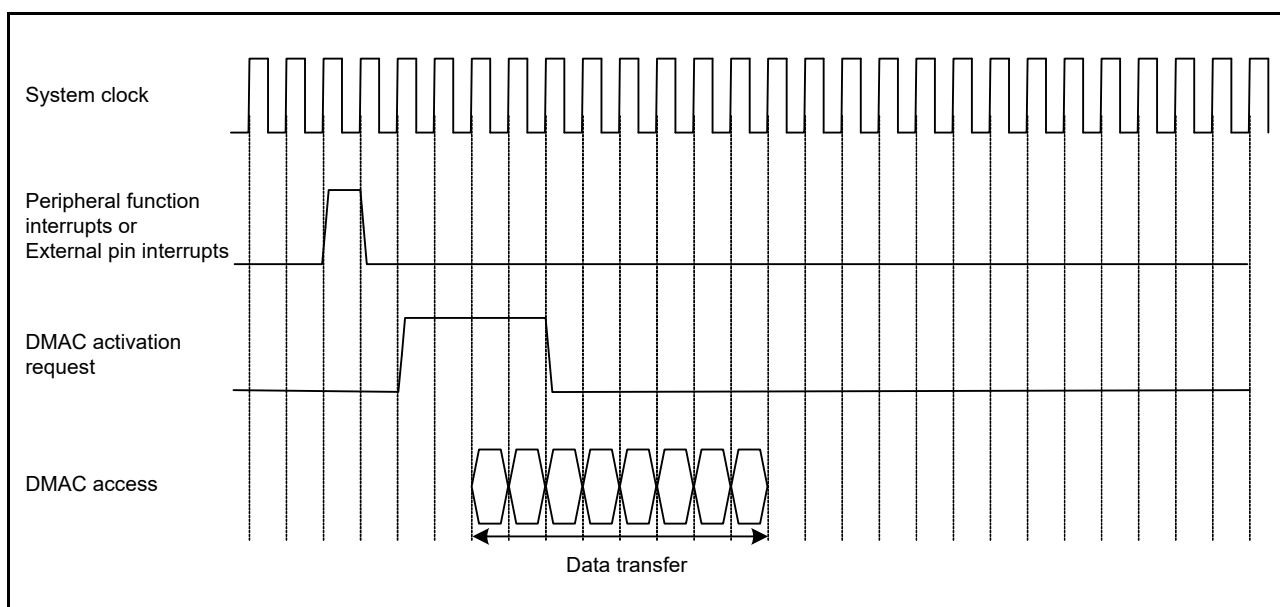 System clock
Peripheral function
interrupts or
External pin interrupts
DMAC activation
request
DMAC access
Data transfer